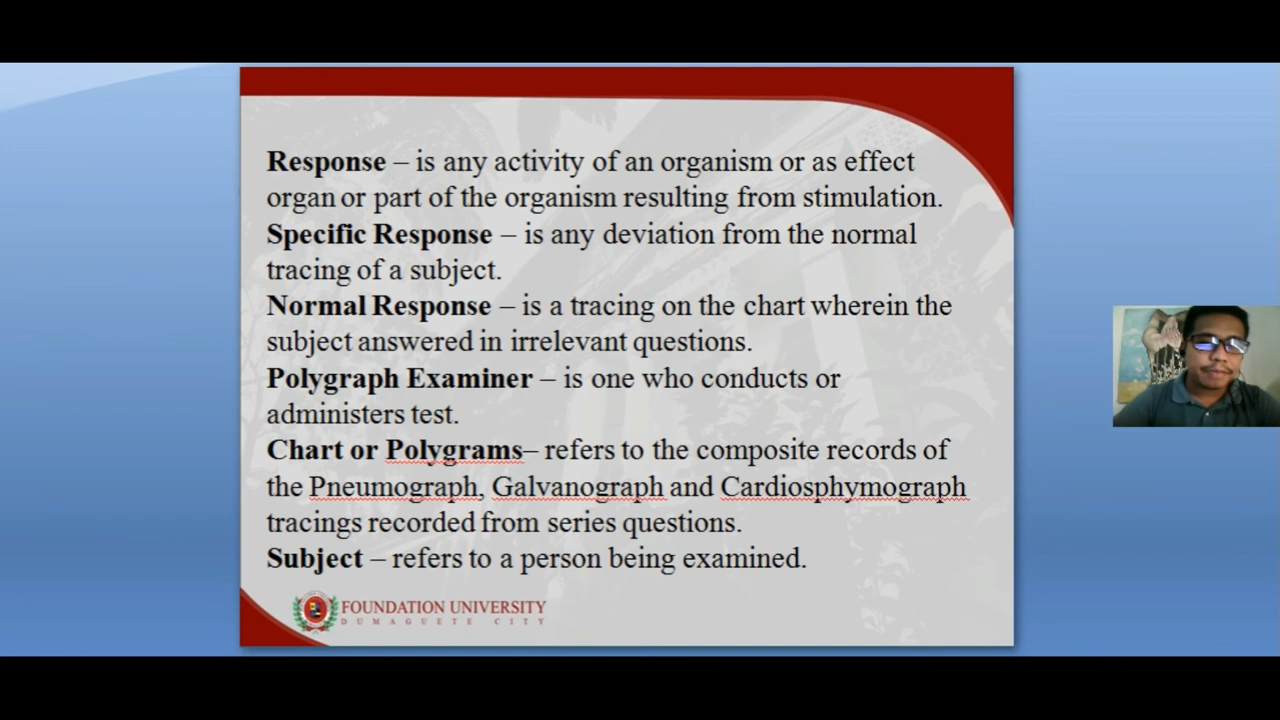 Response – is any activity of an organism or as effect
organ or part of the organism resulting from stimulation.
Specific Response – is any deviation from the normal
tracing of a subject.
Normal Response – is a tracing on the chart wherein the
subject answered in irrelevant questions.
Polygraph Examiner – is one who conducts or
administers test.
Chart or Polygrams– refers to the composite records of
the Pneumograph, Galvanograph and Cardiosphymograph
tracings recorded from series questions.
Subject – refers to a person being examined.
FOUNDATION UNIVERSITY
DUMAGUETE CITY